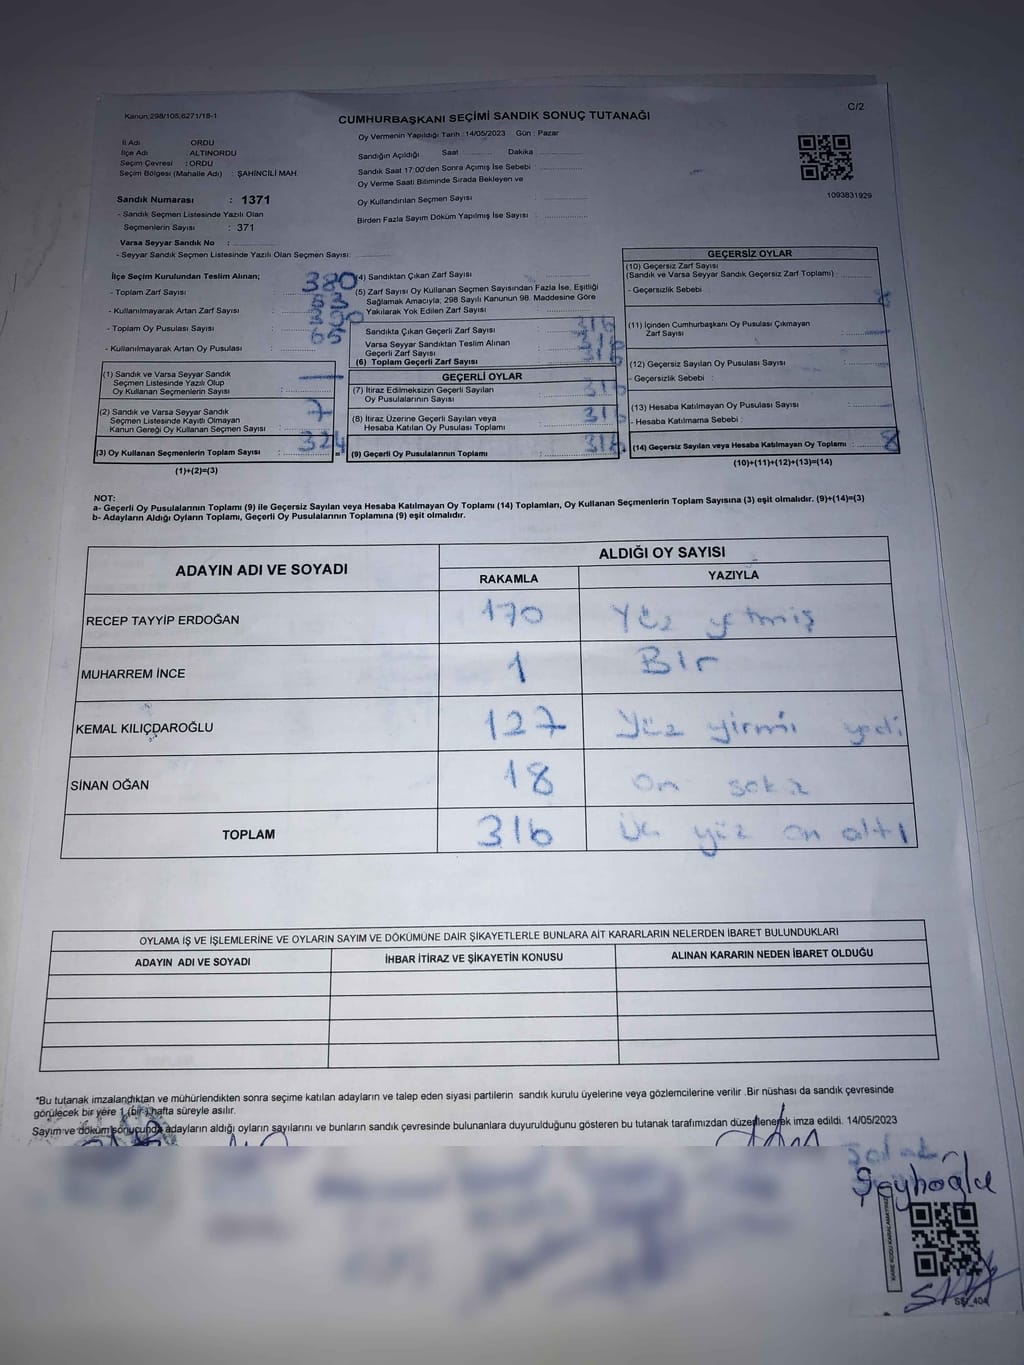 Kanun:298/105,6271/18-1
C/2
CUMHURBAŞKANI SEÇİMİ SANDIK SONUÇ TUTANAĞI
İl Adı : ORDU
İlçe Adı : ALTINORDU
Seçim Çevresi : ORDU
Seçim Bölgesi (Mahalle Adı) : ŞAHİNCİLİ MAH.
Sandık Numarası : 1371
- Sandık Seçmen Listesinde Yazılı Olan
Seçmenlerin Sayısı : 371
Varsa Seyyar Sandık No :
- Seyyar Sandık Seçmen Listesinde Yazılı Olan Seçmen Sayısı:
Oy Vermenin Yapıldığı Tarih :14/05/2023 Gün : Pazar
Sandığın Açıldığı Saat Dakika
Sandık Saat 17:00'den Sonra Açımış İse Sebebi :
Oy Verme Saati Bitiminde Sırada Bekleyen ve
Oy Kullandırılan Seçmen Sayısı :
Birden Fazla Sayım Döküm Yapılmış İse Sayısı :
1093831929
İlçe Seçim Kurulundan Teslim Alınan;
- Toplam Zarf Sayısı : 380
- Kullanılmayarak Artan Zarf Sayısı :
- Toplam Oy Pusulası Sayısı :
- Kullanılmayarak Artan Oy Pusulası :
(1) Sandık ve Varsa Seyyar Sandık
Seçmen Listesinde Yazılı Olup
Oy Kullanan Seçmenlerin Sayısı :
(2) Sandık ve Varsa Seyyar Sandık
Seçmen Listesinde Kayıtlı Olmayan
Kanun Gereği Oy Kullanan Seçmen Sayısı : 7
(3) Oy Kullanan Seçmenlerin Toplam Sayısı : 324
(1)+(2)=(3)
(4) Sandıktan Çıkan Zarf Sayısı
(5) Zarf Sayısı Oy Kullanan Seçmen Sayısından Fazla İse, Eşitliği
Sağlamak Amacıyla, 298 Sayılı Kanunun 98. Maddesine Göre
Yakılarak Yok Edilen Zarf Sayısı :
Sandıkta Çıkan Geçerli Zarf Sayısı : 316
Varsa Seyyar Sandıktan Teslim Alınan
Geçerli Zarf Sayısı :
(6) Toplam Geçerli Zarf Sayısı : 316
GEÇERLİ OYLAR
(7) İtiraz Edilmeksizin Geçerli Sayılan
Oy Pusulalarının Sayısı : 316
(8) İtiraz Üzerine Geçerli Sayılan veya
Hesaba Katılan Oy Pusulası Toplamı : 316
(9) Geçerli Oy Pusulalarının Toplamı : 316
GEÇERSİZ OYLAR
(10) Geçersiz Zarf Sayısı
(Sandık ve Varsa Seyyar Sandık Geçersiz Zarf Toplamı) :
- Geçersizlik Sebebi : 8
(11) İçinden Cumhurbaşkanı Oy Pusulası Çıkmayan
Zarf Sayısı :
(12) Geçersiz Sayılan Oy Pusulası Sayısı :
- Geçersizlik Sebebi :
(13) Hesaba Katılmayan Oy Pusulası Sayısı :
- Hesaba Katılmama Sebebi :
(14) Geçersiz Sayılan veya Hesaba Katılmayan Oy Toplamı : 8
(10)+(11)+(12)+(13)=(14)
NOT:
a- Geçerli Oy Pusulalarının Toplamı (9) ile Geçersiz Sayılan veya Hesaba Katılmayan Oy Toplamı (14) Toplamları, Oy Kullanan Seçmenlerin Toplam Sayısına (3) eşit olmalıdır. (9)+(14)=(3)
b- Adayların Aldığı Oyların Toplamı, Geçerli Oy Pusulalarının Toplamına (9) eşit olmalıdır.
ADAYIN ADI VE SOYADI ALDIĞI OY SAYISI
RAKAMLA YAZIYLA
RECEP TAYYİP ERDOĞAN 170 Yüz yetmiş
MUHARREM İNCE 1 Bir
KEMAL KILIÇDAROĞLU 127 Yüz yirmi yedi
SİNAN OĞAN 18 on sekiz
TOPLAM 316 Üç yüz on altı
OYLAMA İŞ VE İŞLEMLERİNE VE OYLARIN SAYIM VE DÖKÜMÜNE DAİR ŞİKAYETLERLE BUNLARA AİT KARARLARIN NELERDEN İBARET BULUNDUKLARI
ADAYIN ADI VE SOYADI İHBAR İTİRAZ VE ŞİKAYETİN KONUSU ALINAN KARARIN NEDEN İBARET OLDUĞU
*Bu tutanak imzalandıktan ve mühürlendikten sonra seçime katılan adayların ve talep eden siyasi partilerin sandık kurulu üyelerine veya gözlemcilerine verilir .Bir nüshası da sandık çevresinde
görülecek bir yere 1 (bir) hafta süreyle asılır.
Sayım ve döküm sonucunda adayların aldığı oyların sayılarını ve bunların sandık çevresinde bulunanlara duyurulduğunu gösteren bu tutanak tarafımızdan düzenlenerek imza edildi. 14/05/2023
Şeyhoğlu